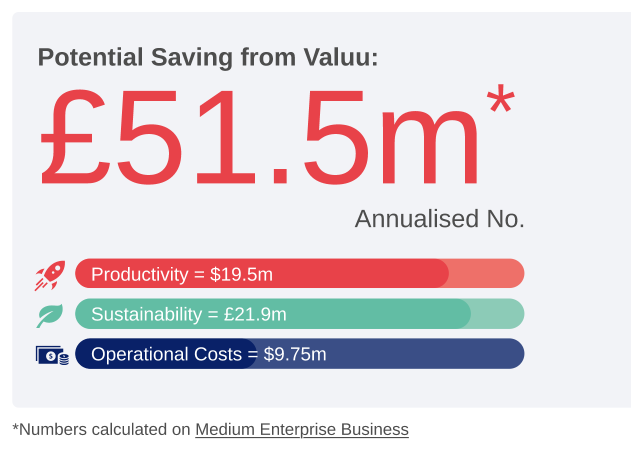 Potential Saving from Valuu:
£51.5m*
Annualised No.
Productivity = $19.5m
Sustainability = £21.9m
Operational Costs = $9.75m
*Numbers calculated on Medium Enterprise Business